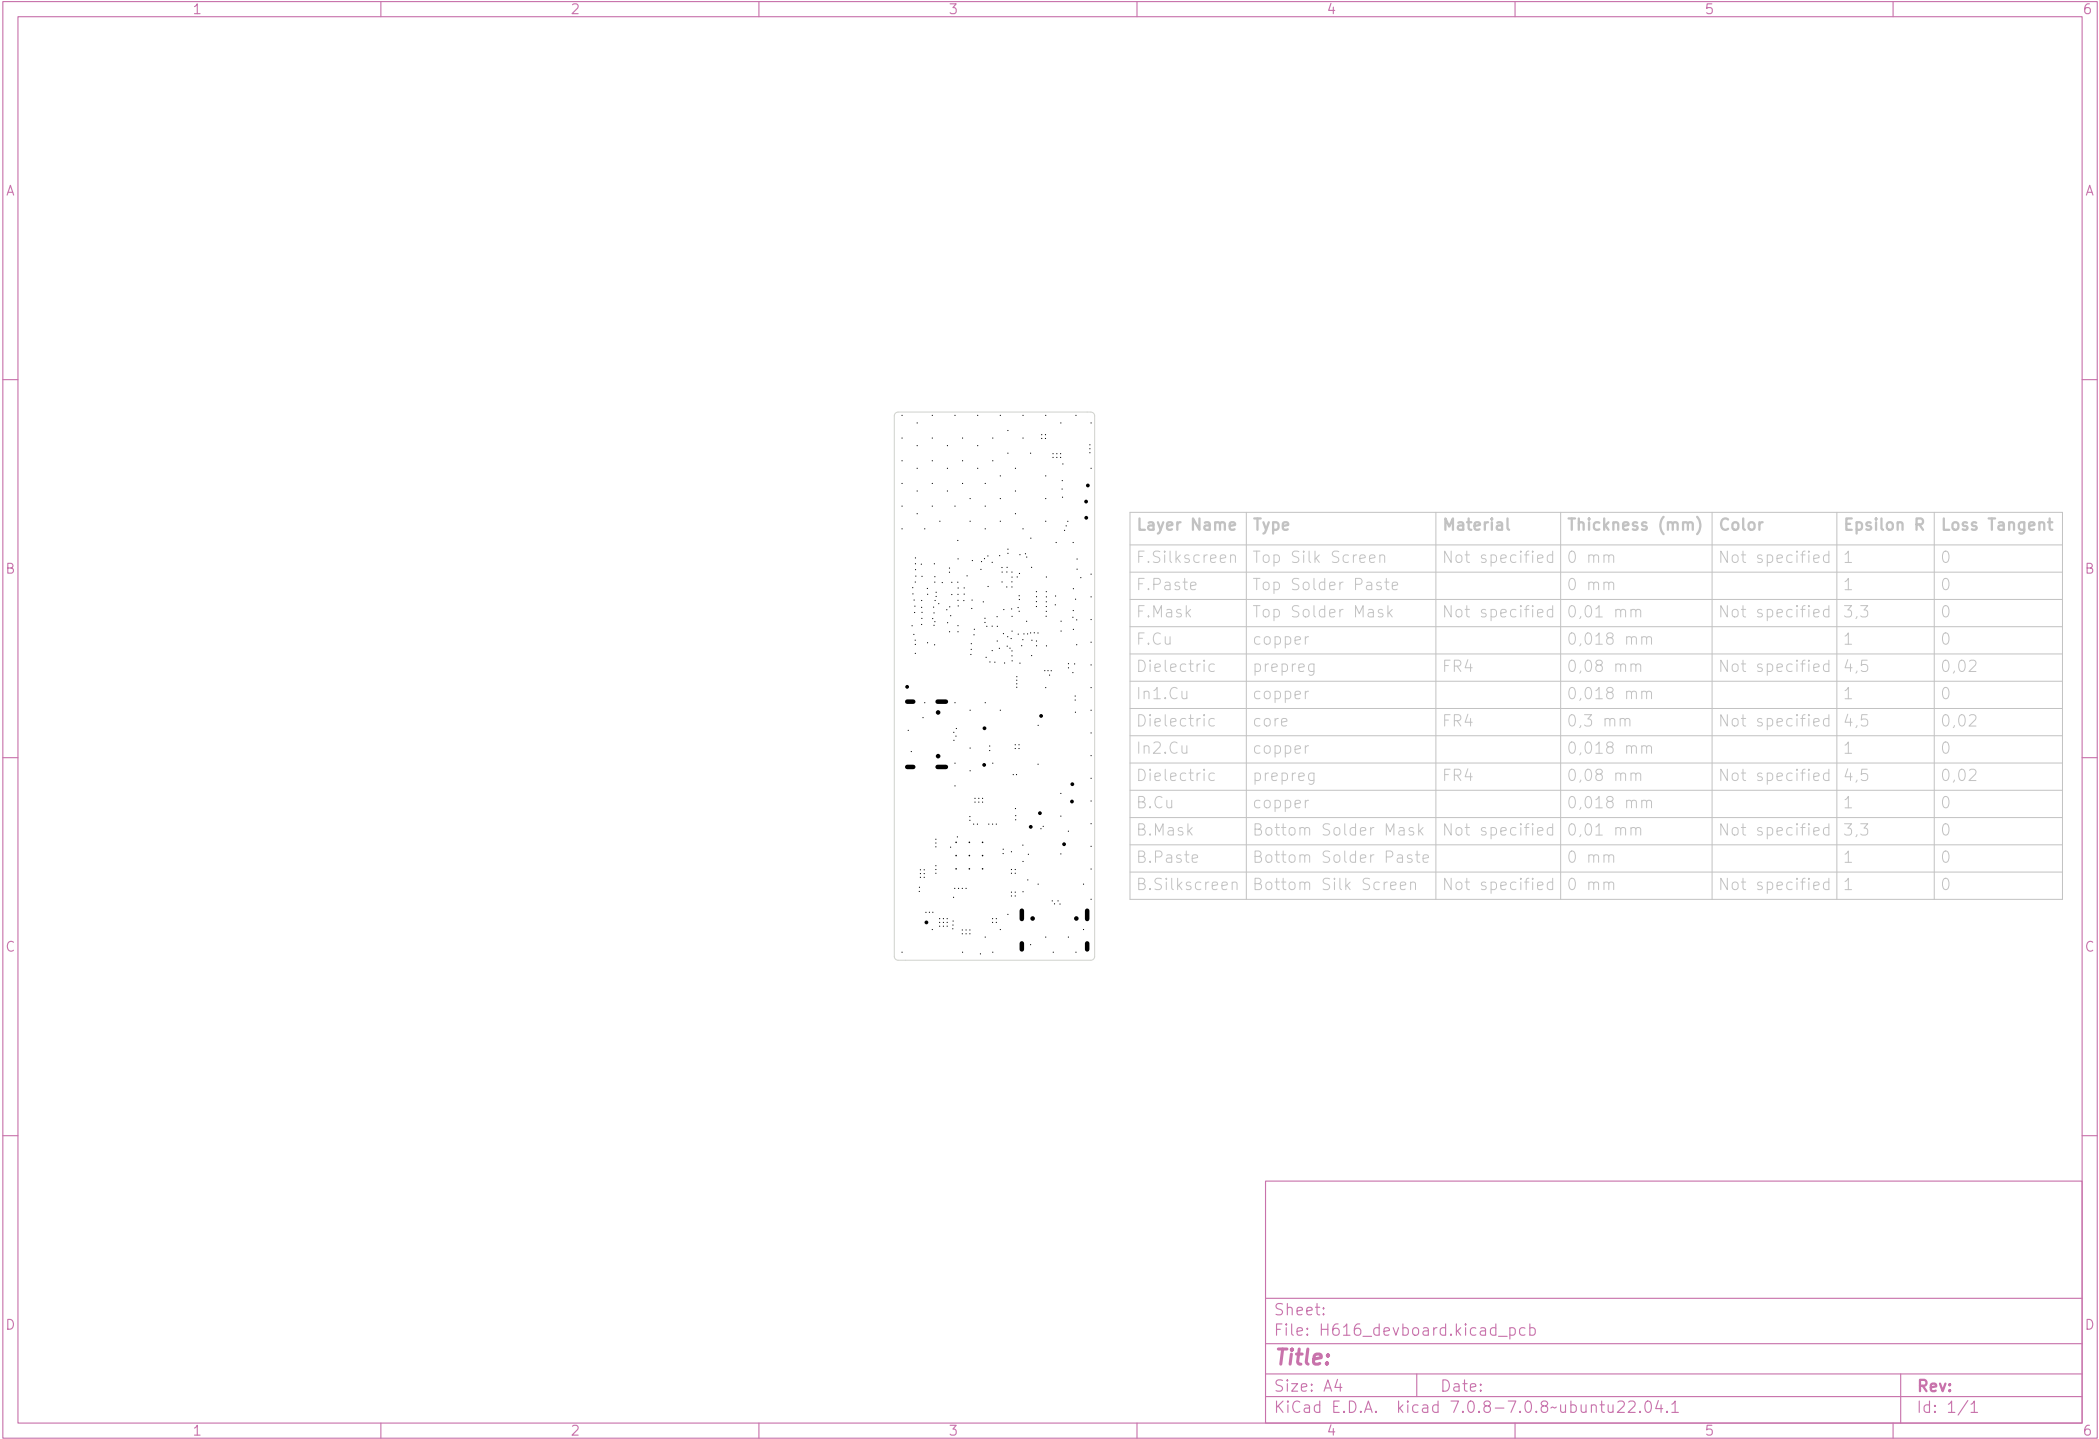 1 2 3 4 5 6
A A
B B
C C
D D
Layer Name Type Material Thickness (mm) Color Epsilon R Loss Tangent
F.Silkscreen Top Silk Screen Not specified 0 mm Not specified 1 0
F.Paste Top Solder Paste 0 mm 1 0
F.Mask Top Solder Mask Not specified 0,01 mm Not specified 3,3 0
F.Cu copper 0,018 mm 1 0
Dielectric prepreg FR4 0,08 mm Not specified 4,5 0,02
In1.Cu copper 0,018 mm 1 0
Dielectric core FR4 0,3 mm Not specified 4,5 0,02
In2.Cu copper 0,018 mm 1 0
Dielectric prepreg FR4 0,08 mm Not specified 4,5 0,02
B.Cu copper 0,018 mm 1 0
B.Mask Bottom Solder Mask Not specified 0,01 mm Not specified 3,3 0
B.Paste Bottom Solder Paste 0 mm 1 0
B.Silkscreen Bottom Silk Screen Not specified 0 mm Not specified 1 0
Sheet:
File: H616_devboard.kicad_pcb
Title:
Size: A4 Date: Rev:
KiCad E.D.A. kicad 7.0.8-7.0.8~ubuntu22.04.1 Id: 1/1
1 2 3 4 5 6